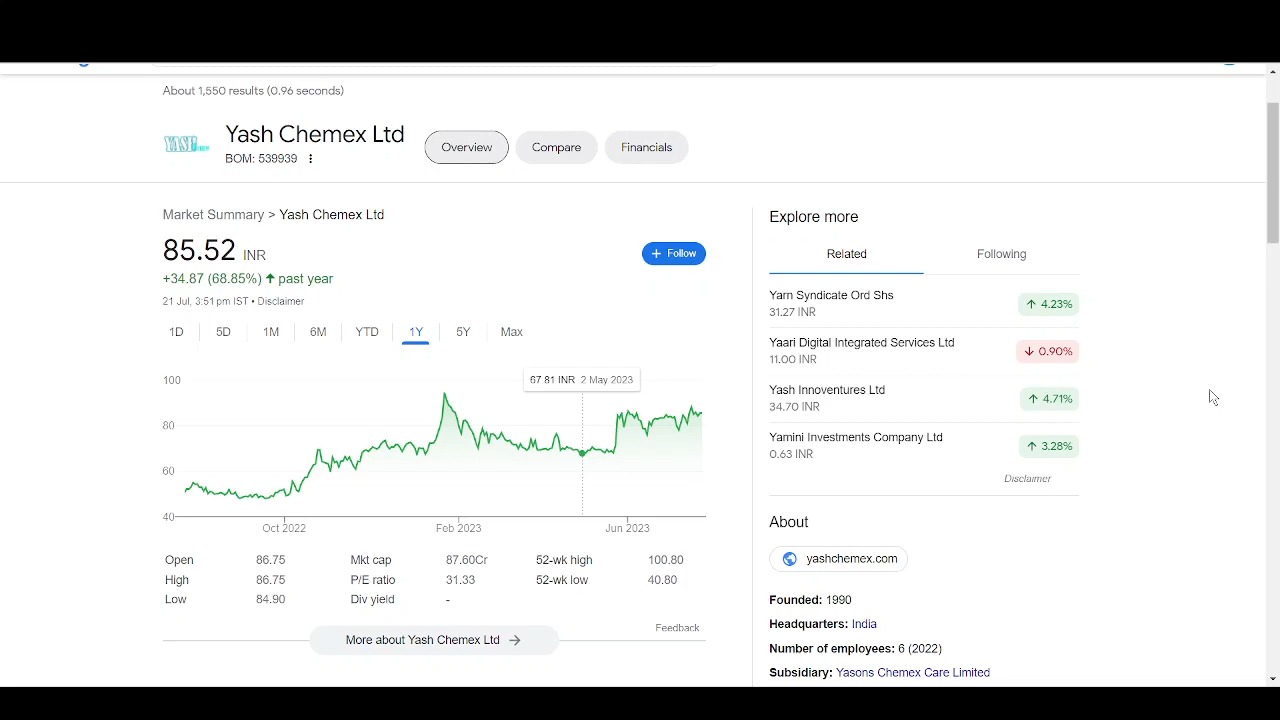 About 1,550 results (0.96 seconds)
YASH
Yash Chemex Ltd
BOM: 539939
Overview
Compare
Financials
Market Summary > Yash Chemex Ltd
85.52 INR
+ Follow
+34.87 (68.85%) ↑ past year
21 Jul, 3:51 pm IST • Disclaimer
1D 5D 1M 6M YTD 1Y 5Y Max
67.81 INR 2 May 2023
100
80
60
40
Oct 2022 Feb 2023 Jun 2023
Open 86.75 Mkt cap 87.60Cr 52-wk high 100.80
High 86.75 P/E ratio 31.33 52-wk low 40.80
Low 84.90 Div yield -
Feedback
More about Yash Chemex Ltd →
Explore more
Related Following
Yarn Syndicate Ord Shs
31.27 INR
↑ 4.23%
Yaari Digital Integrated Services Ltd
11.00 INR
↓ 0.90%
Yash Innoventures Ltd
34.70 INR
↑ 4.71%
Yamini Investments Company Ltd
0.63 INR
↑ 3.28%
Disclaimer
About
yashchemex.com
Founded: 1990
Headquarters: India
Number of employees: 6 (2022)
Subsidiary: Yasons Chemex Care Limited